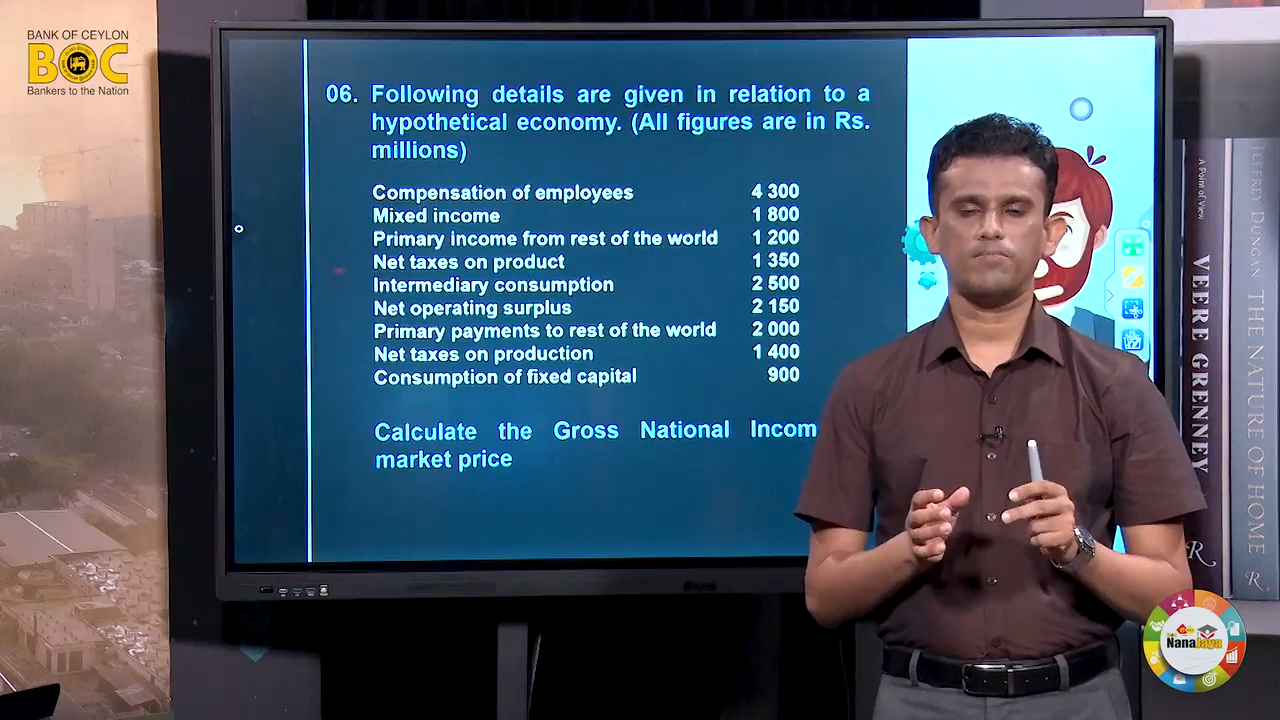 BANK OF CEYLON
BOC
Bankers to the Nation
06. Following details are given in relation to a
hypothetical economy. (All figures are in Rs.
millions)
Compensation of employees 4 300
Mixed income 1 800
Primary income from rest of the world 1 200
Net taxes on product 1 350
Intermediary consumption 2 500
Net operating surplus 2 150
Primary payments to rest of the world 2 000
Net taxes on production 1 400
Consumption of fixed capital 900
Calculate the Gross National Incom
market price
A Point of View
VEERE GRENNEY
R
JEFFREY DUNGAN THE NATURE OF HOME
R
NanaJaya